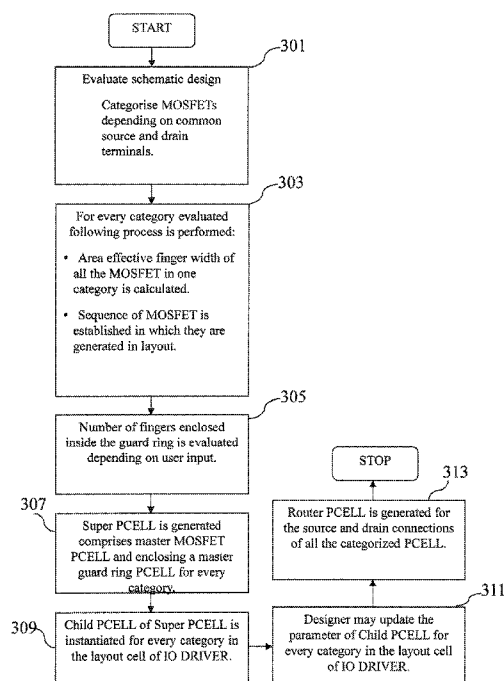 START
301
Evaluate schematic design
Categorise MOSFETs
depending on common
source and drain
terminals.
303
For every category evaluated
following process is performed:
• Area effective finger width of
all the MOSFET in one
category is calculated.
• Sequence of MOSFET is
established in which they are
generated in layout.
305
Number of fingers enclosed
inside the guard ring is evaluated
depending on user input.
307
Super PCELL is generated
comprises master MOSFET
PCELL and enclosing a master
guard ring PCELL for every
category.
309
Child PCELL of Super PCELL is
instantiated for every category in
the layout cell of IO DRIVER.
311
Designer may update the
parameter of Child PCELL for
every category in the layout
cell of IO DRIVER.
313
Router PCELL is generated for
the source and drain connections
of all the categorized PCELL.
STOP